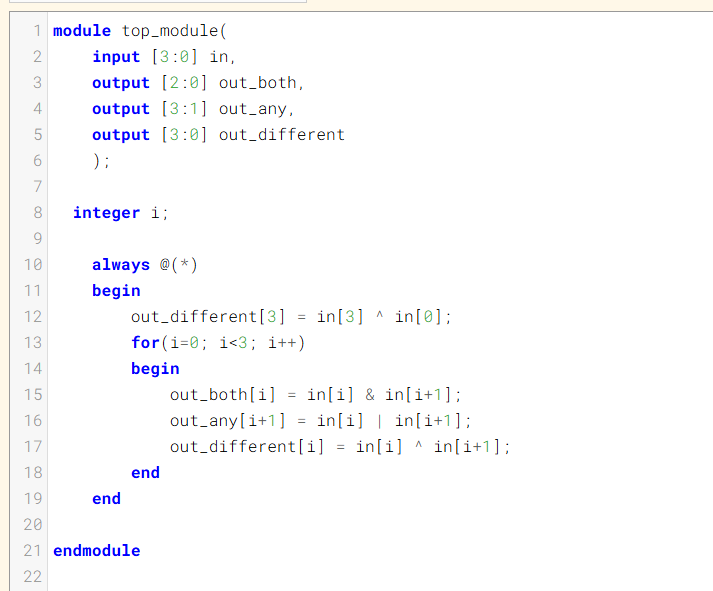 1 module top_module(
2     input [3:0] in,
3     output [2:0] out_both,
4     output [3:1] out_any,
5     output [3:0] out_different
6     );
7
8   integer i;
9
10     always @(*)
11     begin
12         out_different[3] = in[3] ^ in[0];
13         for(i=0; i<3; i++)
14         begin
15             out_both[i] = in[i] & in[i+1];
16             out_any[i+1] = in[i] | in[i+1];
17             out_different[i] = in[i] ^ in[i+1];
18         end
19     end
20
21 endmodule
22